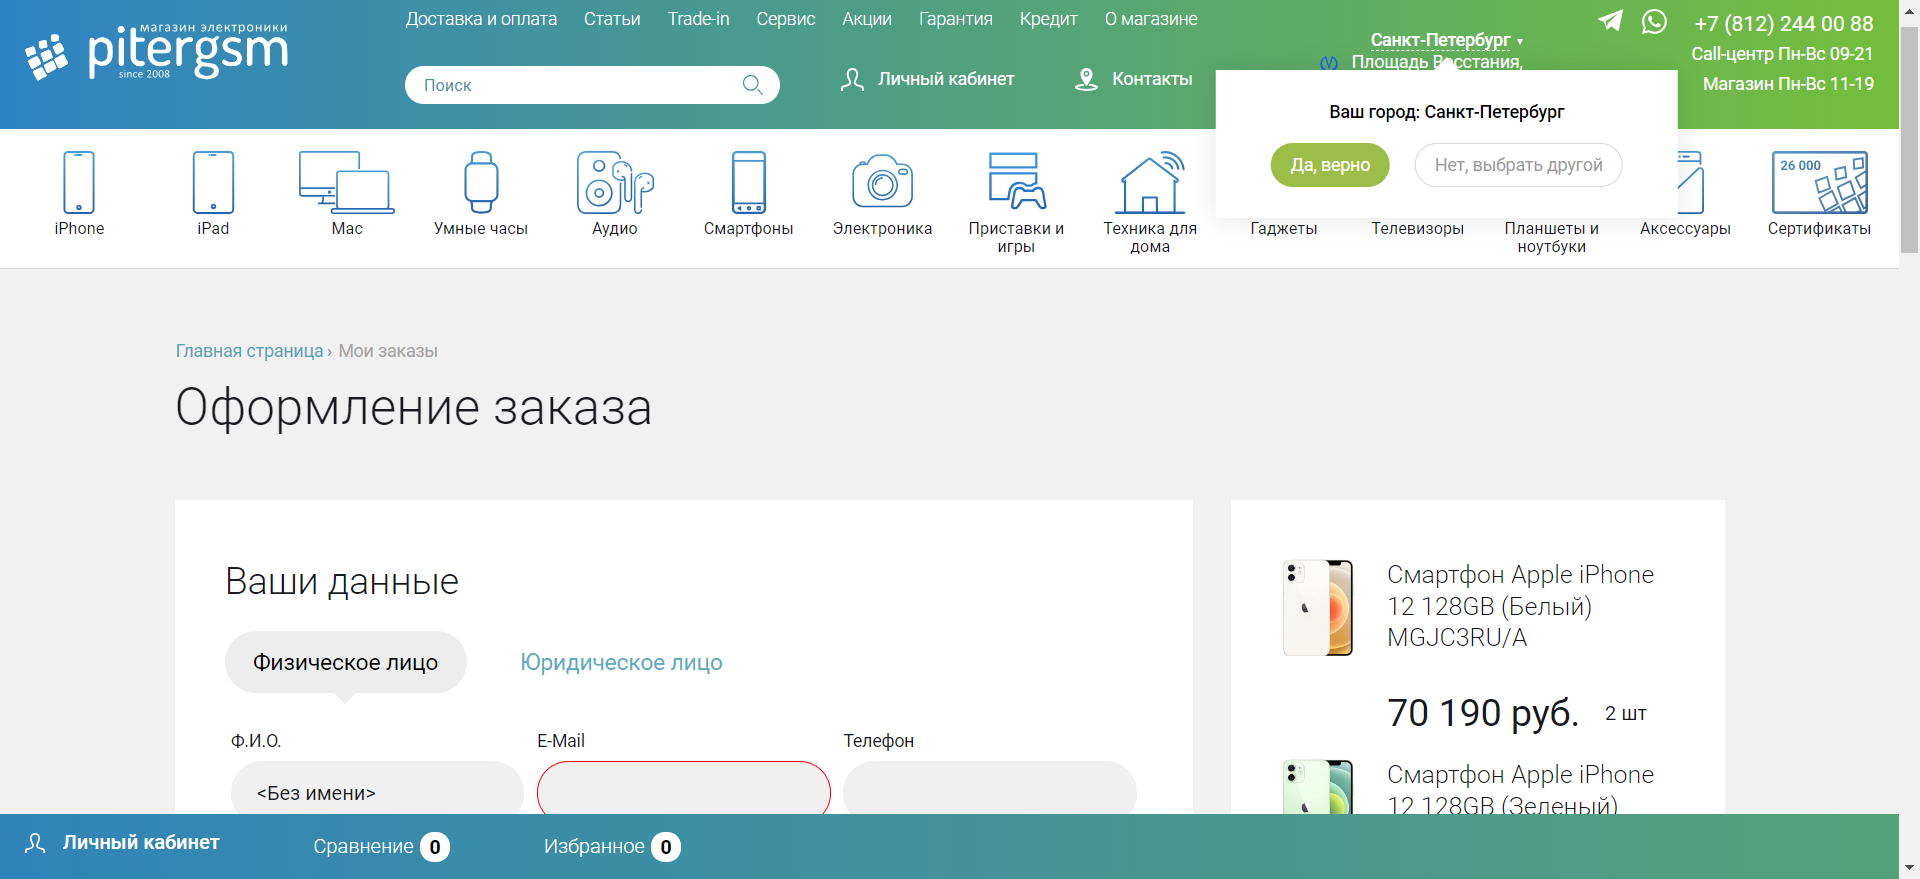 магазин электроники
pitergsm
since 2008
Доставка и оплата Статьи Trade-in Сервис Акции Гарантия Кредит О магазине
Поиск
Личный кабинет
Контакты
Санкт-Петербург ▾
Площадь Восстания,
+7 (812) 244 00 88
Call-центр Пн-Вс 09-21
Магазин Пн-Вс 11-19
Ваш город: Санкт-Петербург
Да, верно
Нет, выбрать другой
26 000
iPhone
iPad
Mac
Умные часы
Аудио
Смартфоны
Электроника
Приставки и
игры
Техника для
дома
Гаджеты
Телевизоры
Планшеты и
ноутбуки
Аксессуары
Сертификаты
Главная страница › Мои заказы
Оформление заказа
Ваши данные
Физическое лицо
Юридическое лицо
Ф.И.О.
E-Mail
Телефон
<Без имени>
Смартфон Apple iPhone
12 128GB (Белый)
MGJC3RU/A
70 190 руб. 2 шт
Смартфон Apple iPhone
12 128GB (Зеленый)
Личный кабинет
Сравнение 0
Избранное 0